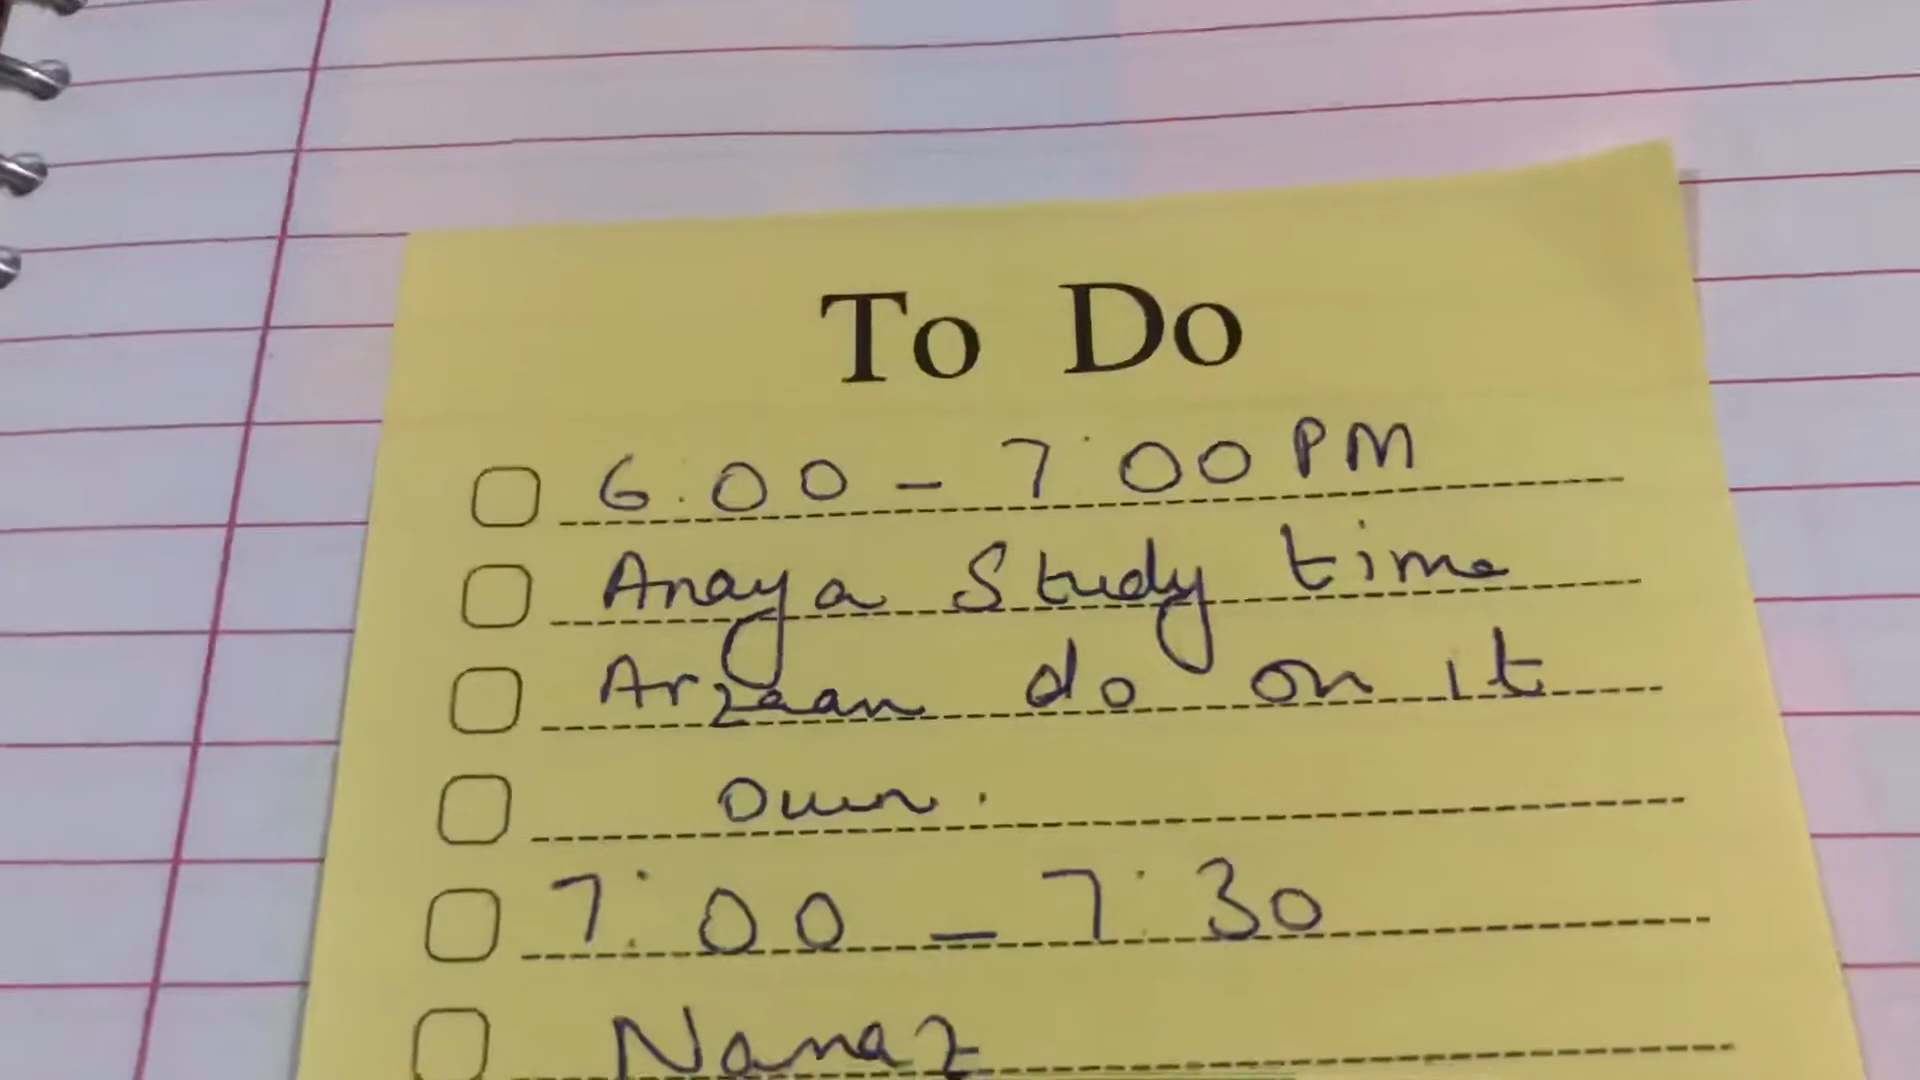 To Do
6:00 - 7:00 PM
Anaya Study time
Arzaan do on it
own.
7:00 - 7:30
Namaz